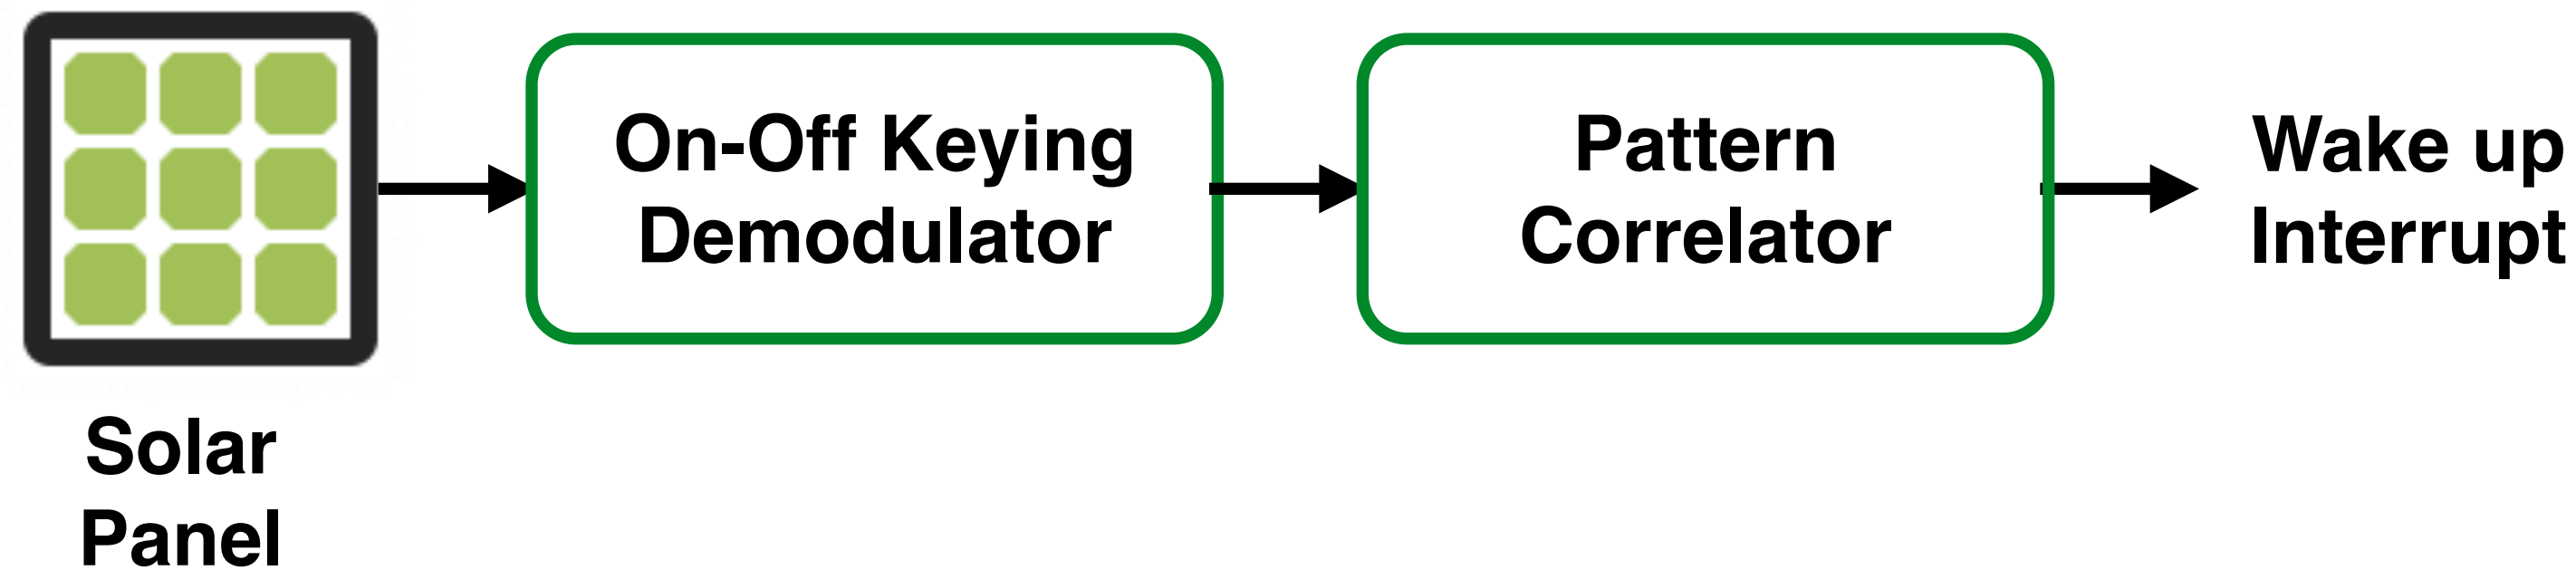 On-Off Keying
Demodulator
Pattern
Correlator
Wake up
Interrupt
Solar
Panel